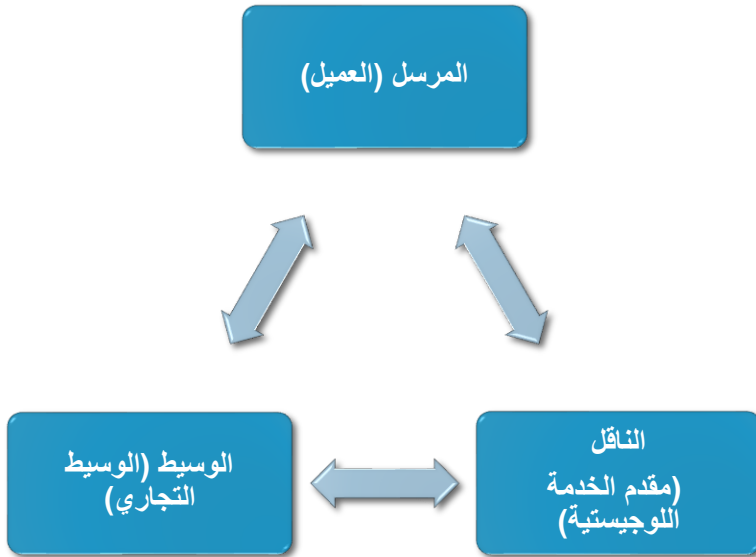 المرسل (العميل)
الناقل
(مقدم الخدمة
اللوجيستية)
الوسيط (الوسيط
التجاري)